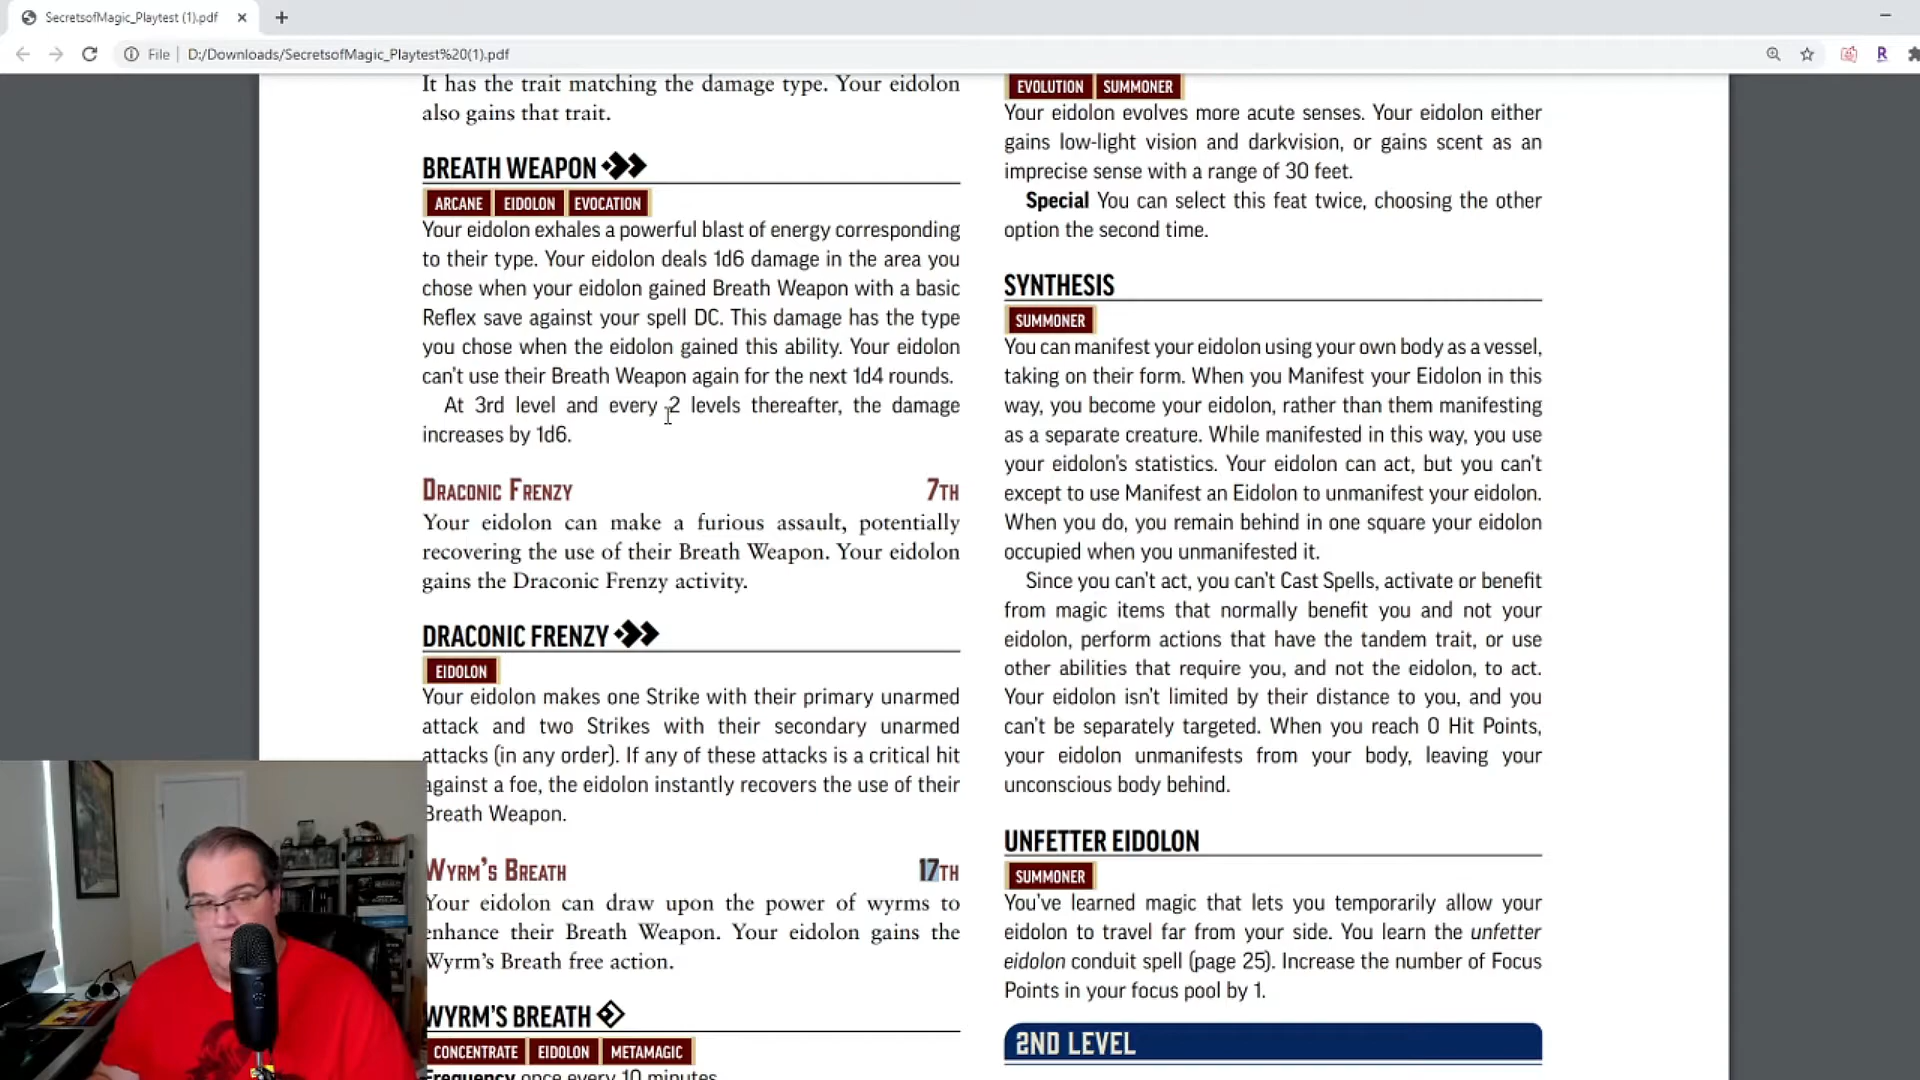 SecretsofMagic_Playtest (1).pdf
File D:/Downloads/SecretsofMagic_Playtest%20(1).pdf
R
It has the trait matching the damage type. Your eidolon
also gains that trait.
BREATH WEAPON
ARCANE EIDOLON EVOCATION
Your eidolon exhales a powerful blast of energy corresponding
to their type. Your eidolon deals 1d6 damage in the area you
chose when your eidolon gained Breath Weapon with a basic
Reflex save against your spell DC. This damage has the type
you chose when the eidolon gained this ability. Your eidolon
can't use their Breath Weapon again for the next 1d4 rounds.
At 3rd level and every 2 levels thereafter, the damage
increases by 1d6.
DRACONIC FRENZY 7TH
Your eidolon can make a furious assault, potentially
recovering the use of their Breath Weapon. Your eidolon
gains the Draconic Frenzy activity.
DRACONIC FRENZY
EIDOLON
Your eidolon makes one Strike with their primary unarmed
attack and two Strikes with their secondary unarmed
attacks (in any order). If any of these attacks is a critical hit
against a foe, the eidolon instantly recovers the use of their
Breath Weapon.
WYRM'S BREATH 17TH
Your eidolon can draw upon the power of wyrms to
enhance their Breath Weapon. Your eidolon gains the
Wyrm's Breath free action.
WYRM'S BREATH
CONCENTRATE EIDOLON METAMAGIC
Frequency once every 10 minutes
EVOLUTION SUMMONER
Your eidolon evolves more acute senses. Your eidolon either
gains low-light vision and darkvision, or gains scent as an
imprecise sense with a range of 30 feet.
Special You can select this feat twice, choosing the other
option the second time.
SYNTHESIS
SUMMONER
You can manifest your eidolon using your own body as a vessel,
taking on their form. When you Manifest your Eidolon in this
way, you become your eidolon, rather than them manifesting
as a separate creature. While manifested in this way, you use
your eidolon's statistics. Your eidolon can act, but you can't
except to use Manifest an Eidolon to unmanifest your eidolon.
When you do, you remain behind in one square your eidolon
occupied when you unmanifested it.
Since you can't act, you can't Cast Spells, activate or benefit
from magic items that normally benefit you and not your
eidolon, perform actions that have the tandem trait, or use
other abilities that require you, and not the eidolon, to act.
Your eidolon isn't limited by their distance to you, and you
can't be separately targeted. When you reach 0 Hit Points,
your eidolon unmanifests from your body, leaving your
unconscious body behind.
UNFETTER EIDOLON
SUMMONER
You've learned magic that lets you temporarily allow your
eidolon to travel far from your side. You learn the unfetter
eidolon conduit spell (page 25). Increase the number of Focus
Points in your focus pool by 1.
2ND LEVEL